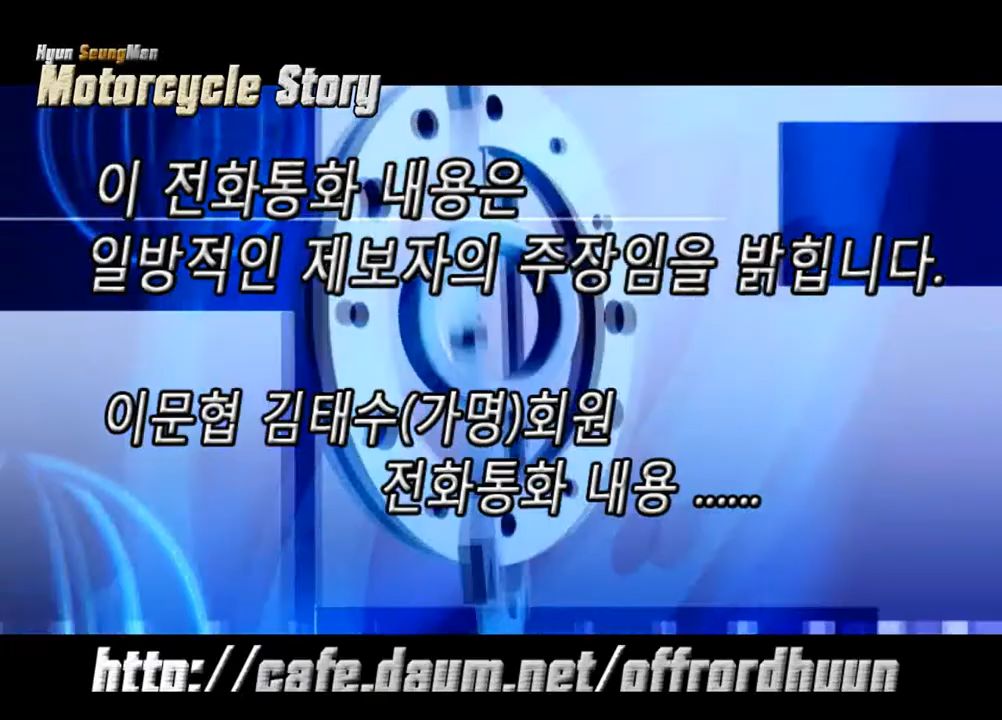 Hyun SeungMan
Motorcycle Story
이 전화통화 내용은
일방적인 제보자의 주장임을 밝힙니다.
이문협 김태수(가명)회원
전화통화 내용 ......
http://cafe.daum.net/offrordhyun